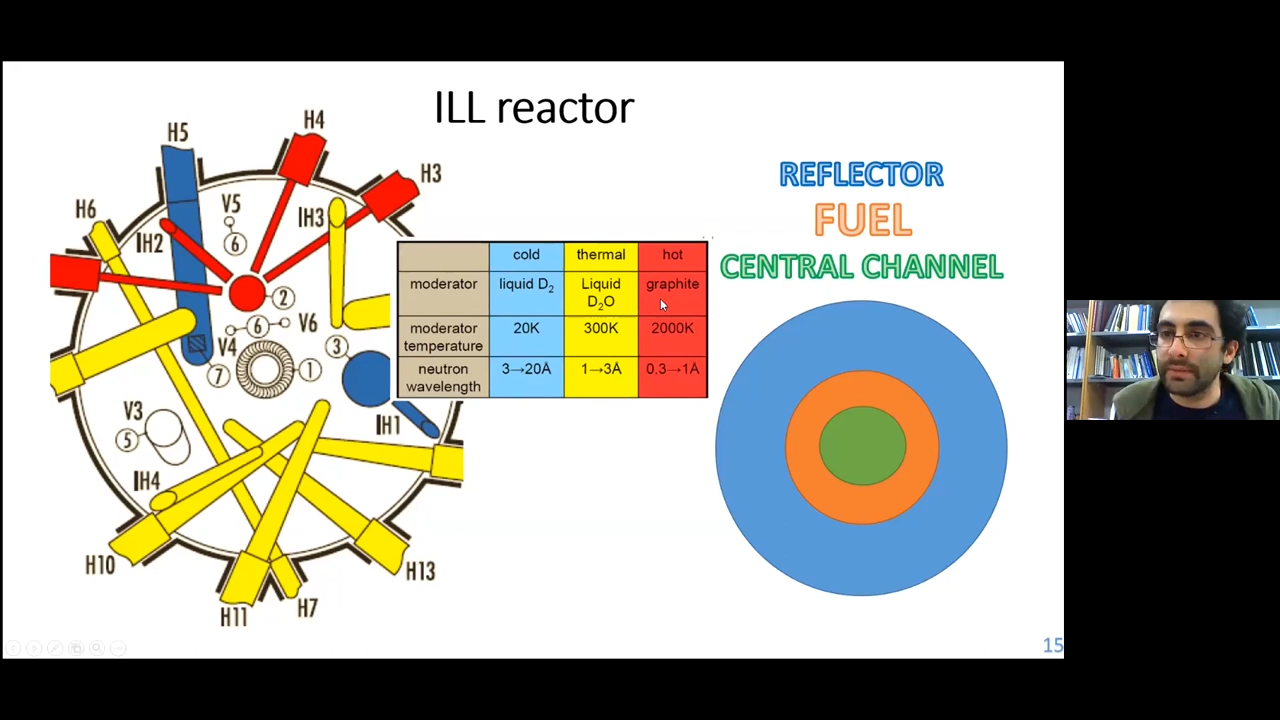 ILL reactor
H5
H4
H3
H6
V5
6
IH3
IH2
2
6
V6
V4
3
7
1
V3
5
IH1
IH4
H10
H13
H7
H11
cold thermal hot
moderator liquid D₂ Liquid D₂O graphite
moderator temperature 20K 300K 2000K
neutron wavelength 3→20Å 1→3Å 0.3→1Å
REFLECTOR
FUEL
CENTRAL CHANNEL
15